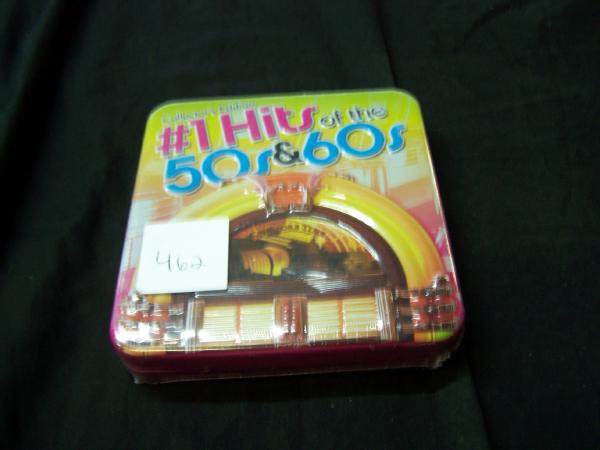 Collector's Edition
#1 Hits of the
50s & 60s
462